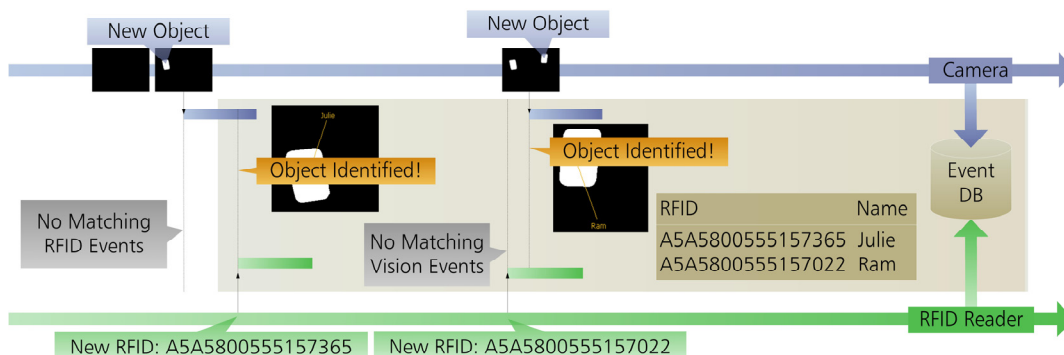 New Object
New Object
Camera
Julie
Object Identified!
Object Identified!
Event
DB
No Matching
RFID Events
No Matching
Vision Events
Ram
RFID Name
A5A5800555157365 Julie
A5A5800555157022 Ram
RFID Reader
New RFID: A5A5800555157365
New RFID: A5A5800555157022